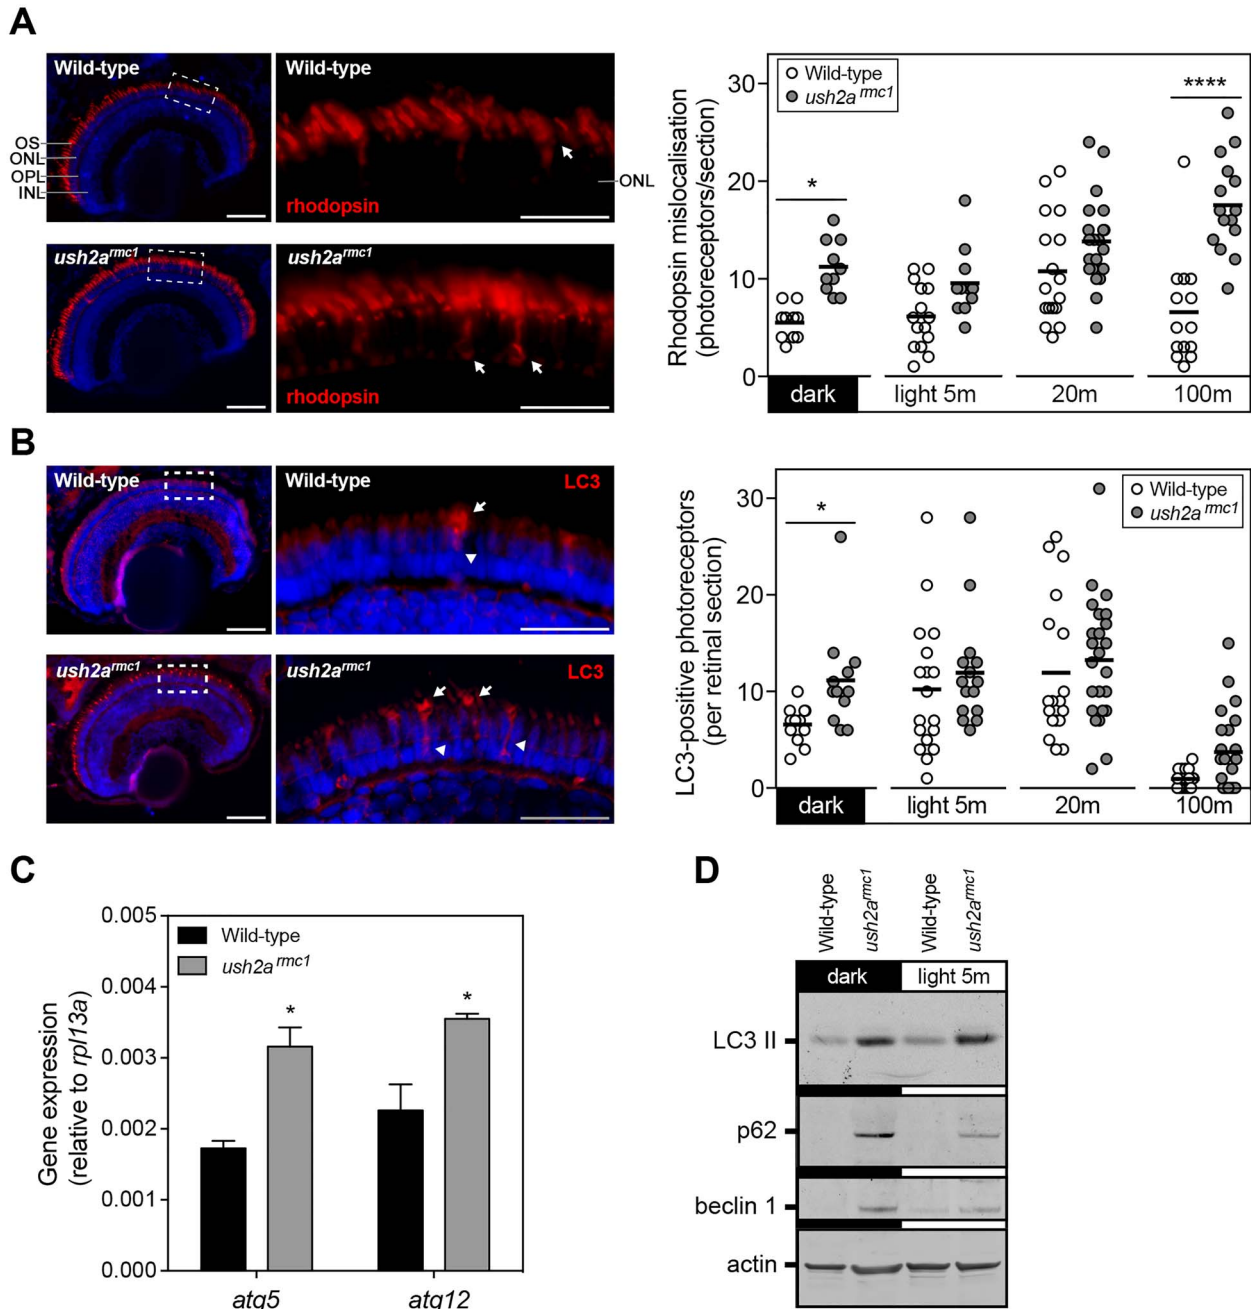 A
Wild-type
Wild-type
OS
ONL
OPL
INL
ONL
rhodopsin
ush2a rmc1
ush2a rmc1
rhodopsin
Rhodopsin mislocalisation
(photoreceptors/section)
30
20
10
0
Wild-type
ush2a rmc1
*
****
dark
light 5m
20m
100m
B
Wild-type
Wild-type
LC3
ush2a rmc1
ush2a rmc1
LC3
LC3-positive photoreceptors
(per retinal section)
30
20
10
0
Wild-type
ush2a rmc1
*
dark
light 5m
20m
100m
C
Gene expression
(relative to rpl13a)
0.005
0.004
0.003
0.002
0.001
0.000
Wild-type
ush2a rmc1
*
*
atg5
atg12
D
Wild-type
ush2a rmc1
Wild-type
ush2a rmc1
dark
light 5m
LC3 II
p62
beclin 1
actin